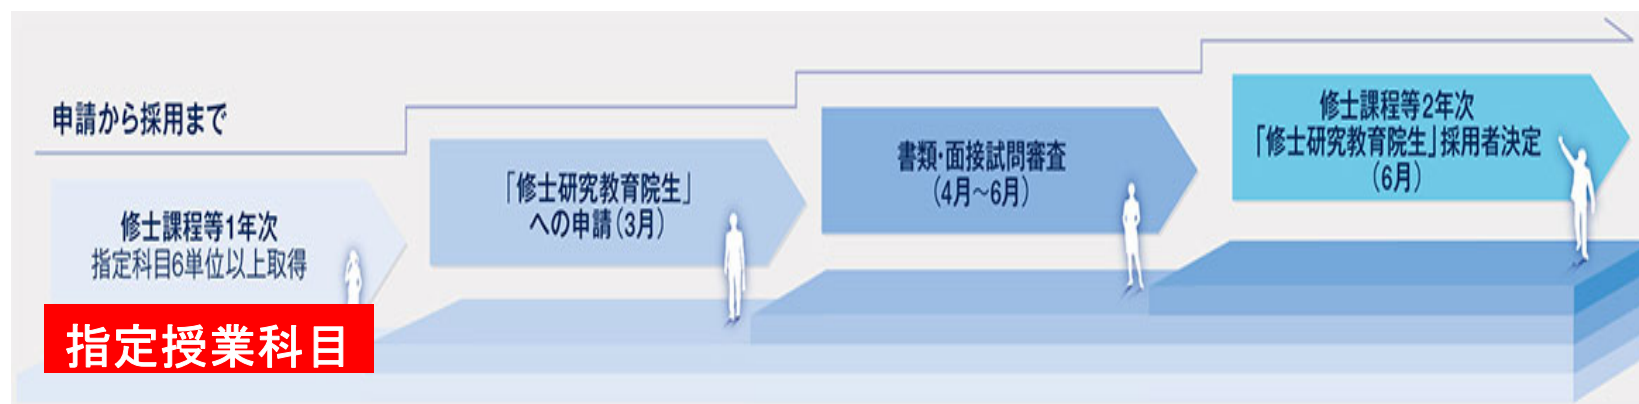 申請から採用まで
修士課程等1年次
指定科目6単位以上取得
指定授業科目
「修士研究教育院生」
への申請(3月)
書類・面接試問審査
(4月～6月)
修士課程等2年次
「修士研究教育院生」採用者決定
(6月)